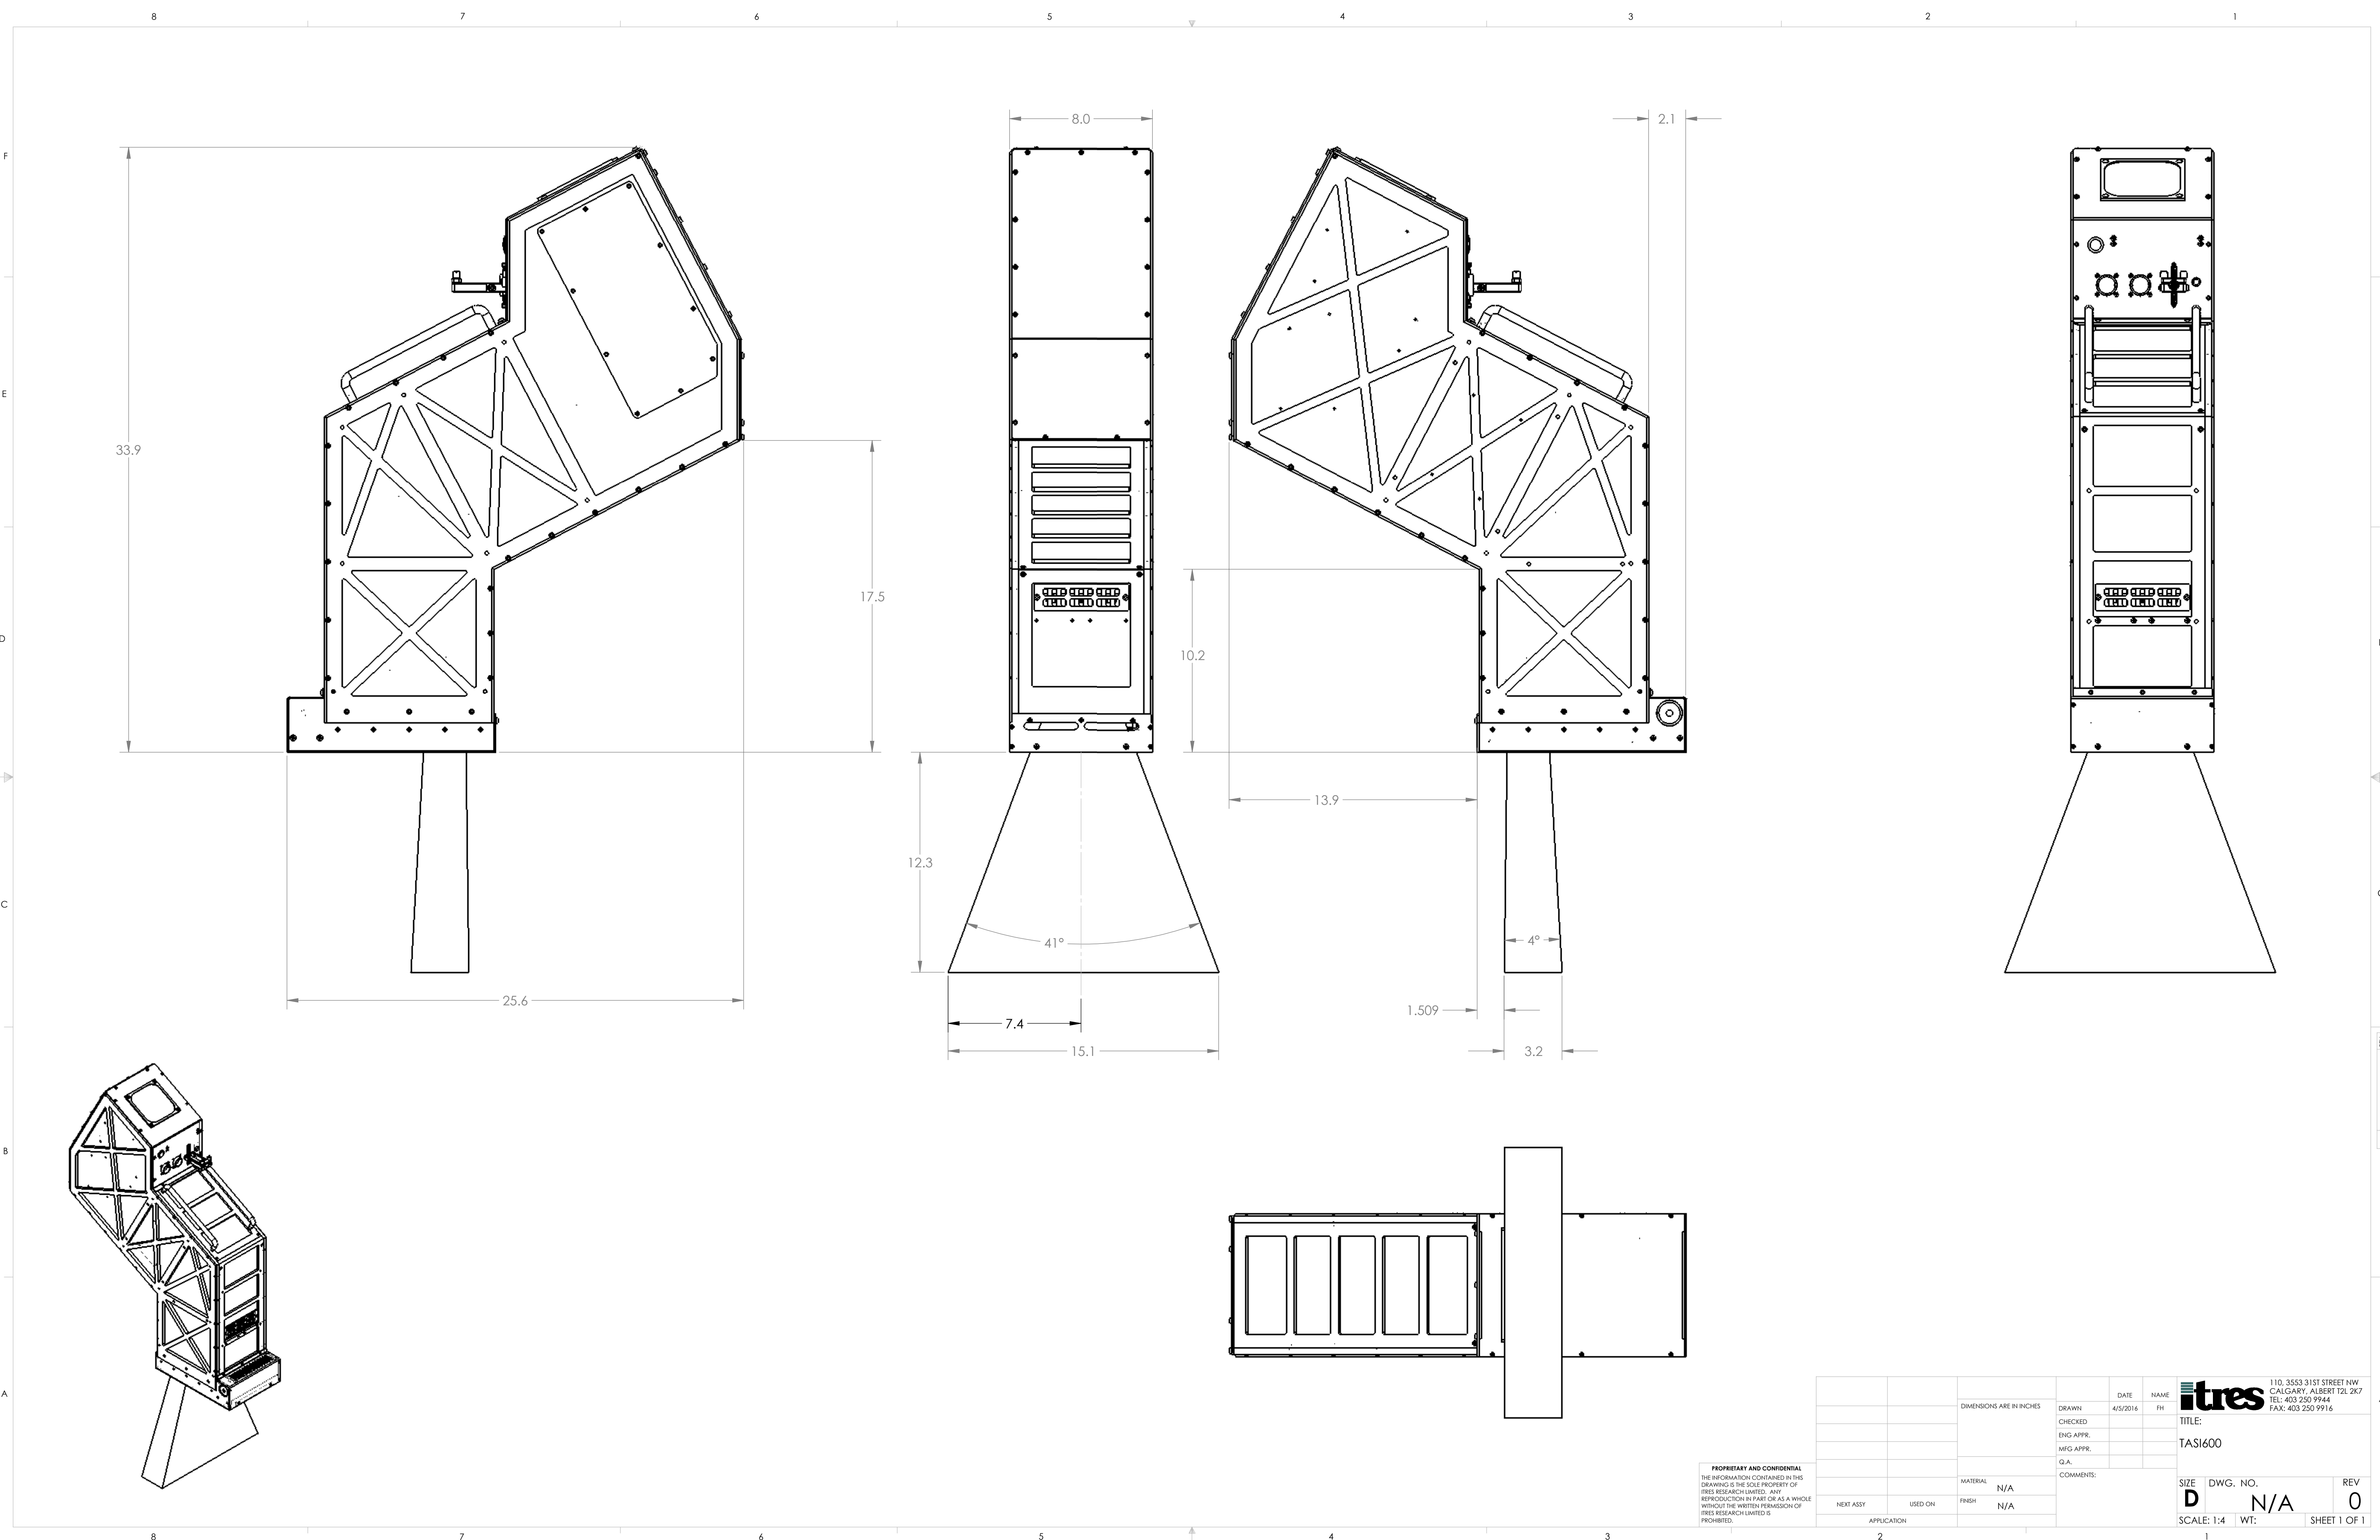 8 7 6 5 4 3 2 1
F
E
D
C
B
A
8.0
2.1
33.9
17.5
10.2
13.9
12.3
41°
4°
25.6
1.509
7.4
15.1
3.2
PROPRIETARY AND CONFIDENTIAL
THE INFORMATION CONTAINED IN THIS
DRAWING IS THE SOLE PROPERTY OF
ITRES RESEARCH LIMITED. ANY
REPRODUCTION IN PART OR AS A WHOLE
WITHOUT THE WRITTEN PERMISSION OF
ITRES RESEARCH LIMITED IS
PROHIBITED.
NEXT ASSY
USED ON
APPLICATION
DIMENSIONS ARE IN INCHES
MATERIAL
N/A
FINISH
N/A
DATE NAME
DRAWN 4/5/2016 FH
CHECKED
ENG APPR.
MFG APPR.
Q.A.
COMMENTS:
itres
110, 3553 31ST STREET NW
CALGARY, ALBERT T2L 2K7
TEL: 403 250 9944
FAX: 403 250 9916
TITLE:
TASI600
SIZE DWG. NO. REV
D N/A 0
SCALE: 1:4 WT: SHEET 1 OF 1
8 7 6 5 4 3 2 1